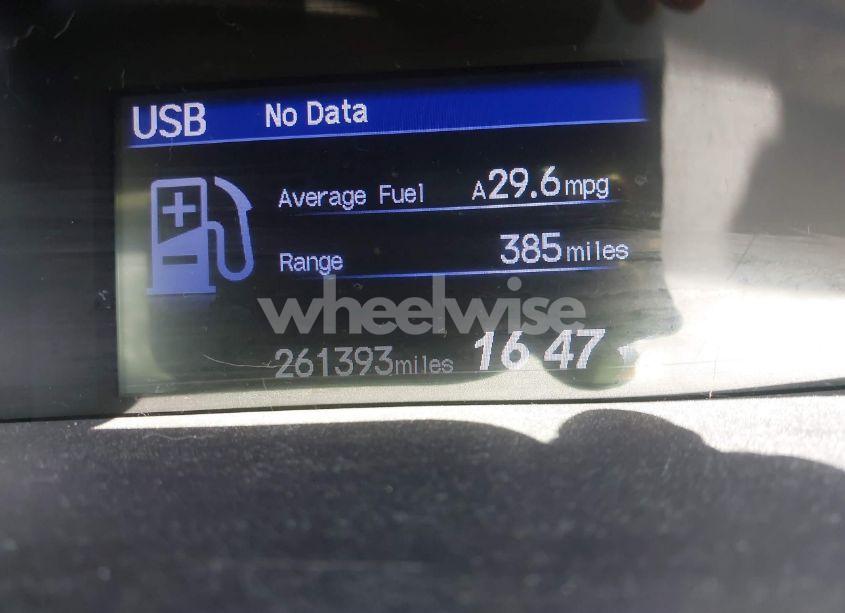 USB No Data
Average Fuel A29.6mpg
Range 385miles
wheelwise
261393miles 16 47